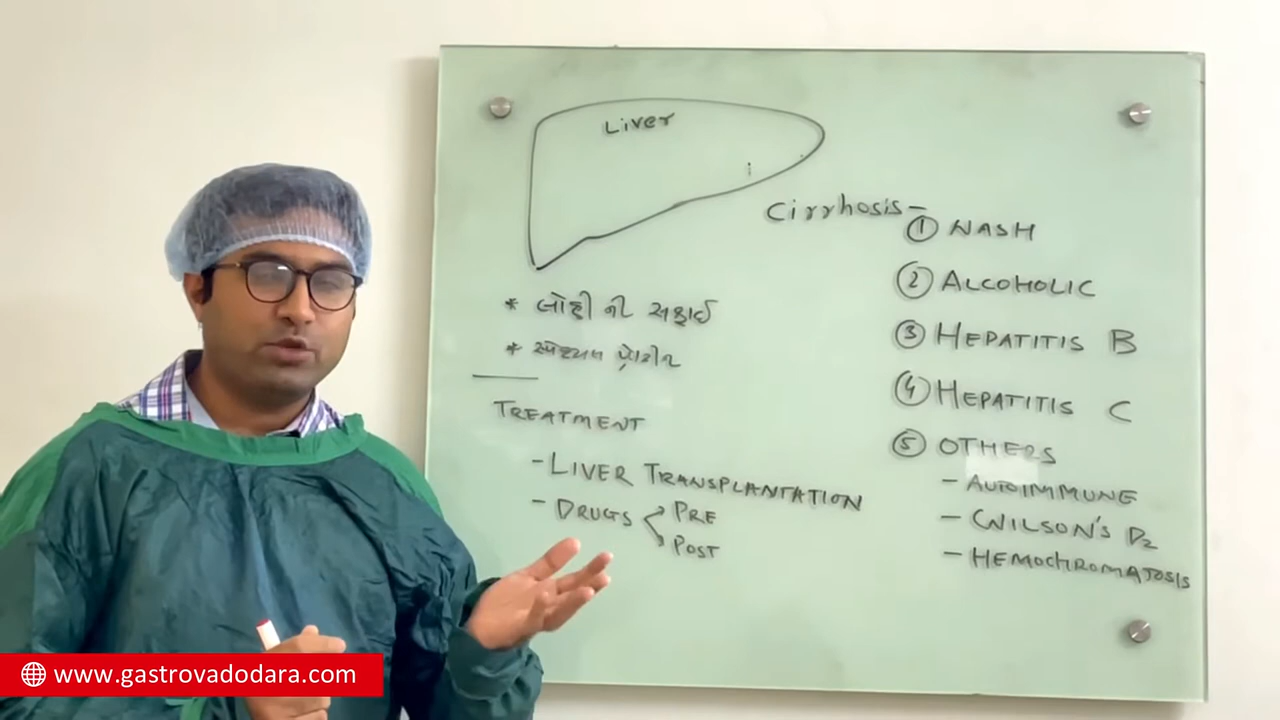 Liver
* લોહી ની સફાઈ
* પ્રોટીન
TREATMENT
- LIVER TRANSPLANTATION
- DRUGS
PRE
POST
Cirrhosis -
① NASH
② ALCOHOLIC
③ HEPATITIS B
④ HEPATITIS C
⑤ OTHERS
- AUTOIMMUNE
- WILSON'S Dz
- HEMOCHROMATOSIS
www.gastrovadodara.com